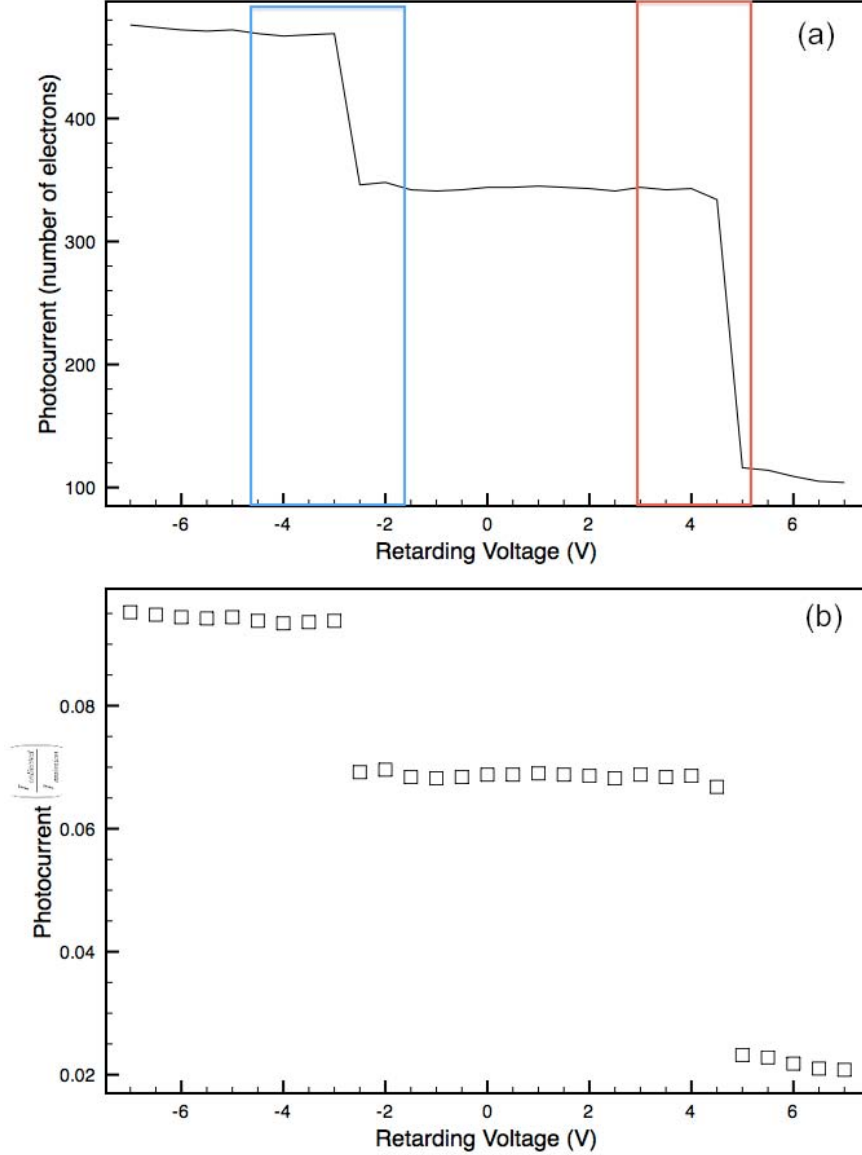 (a)
Photocurrent (number of electrons)
400
300
200
100
-6 -4 -2 0 2 4 6
Retarding Voltage (V)
(b)
Photocurrent
0.08
0.06
0.04
0.02
-6 -4 -2 0 2 4 6
Retarding Voltage (V)